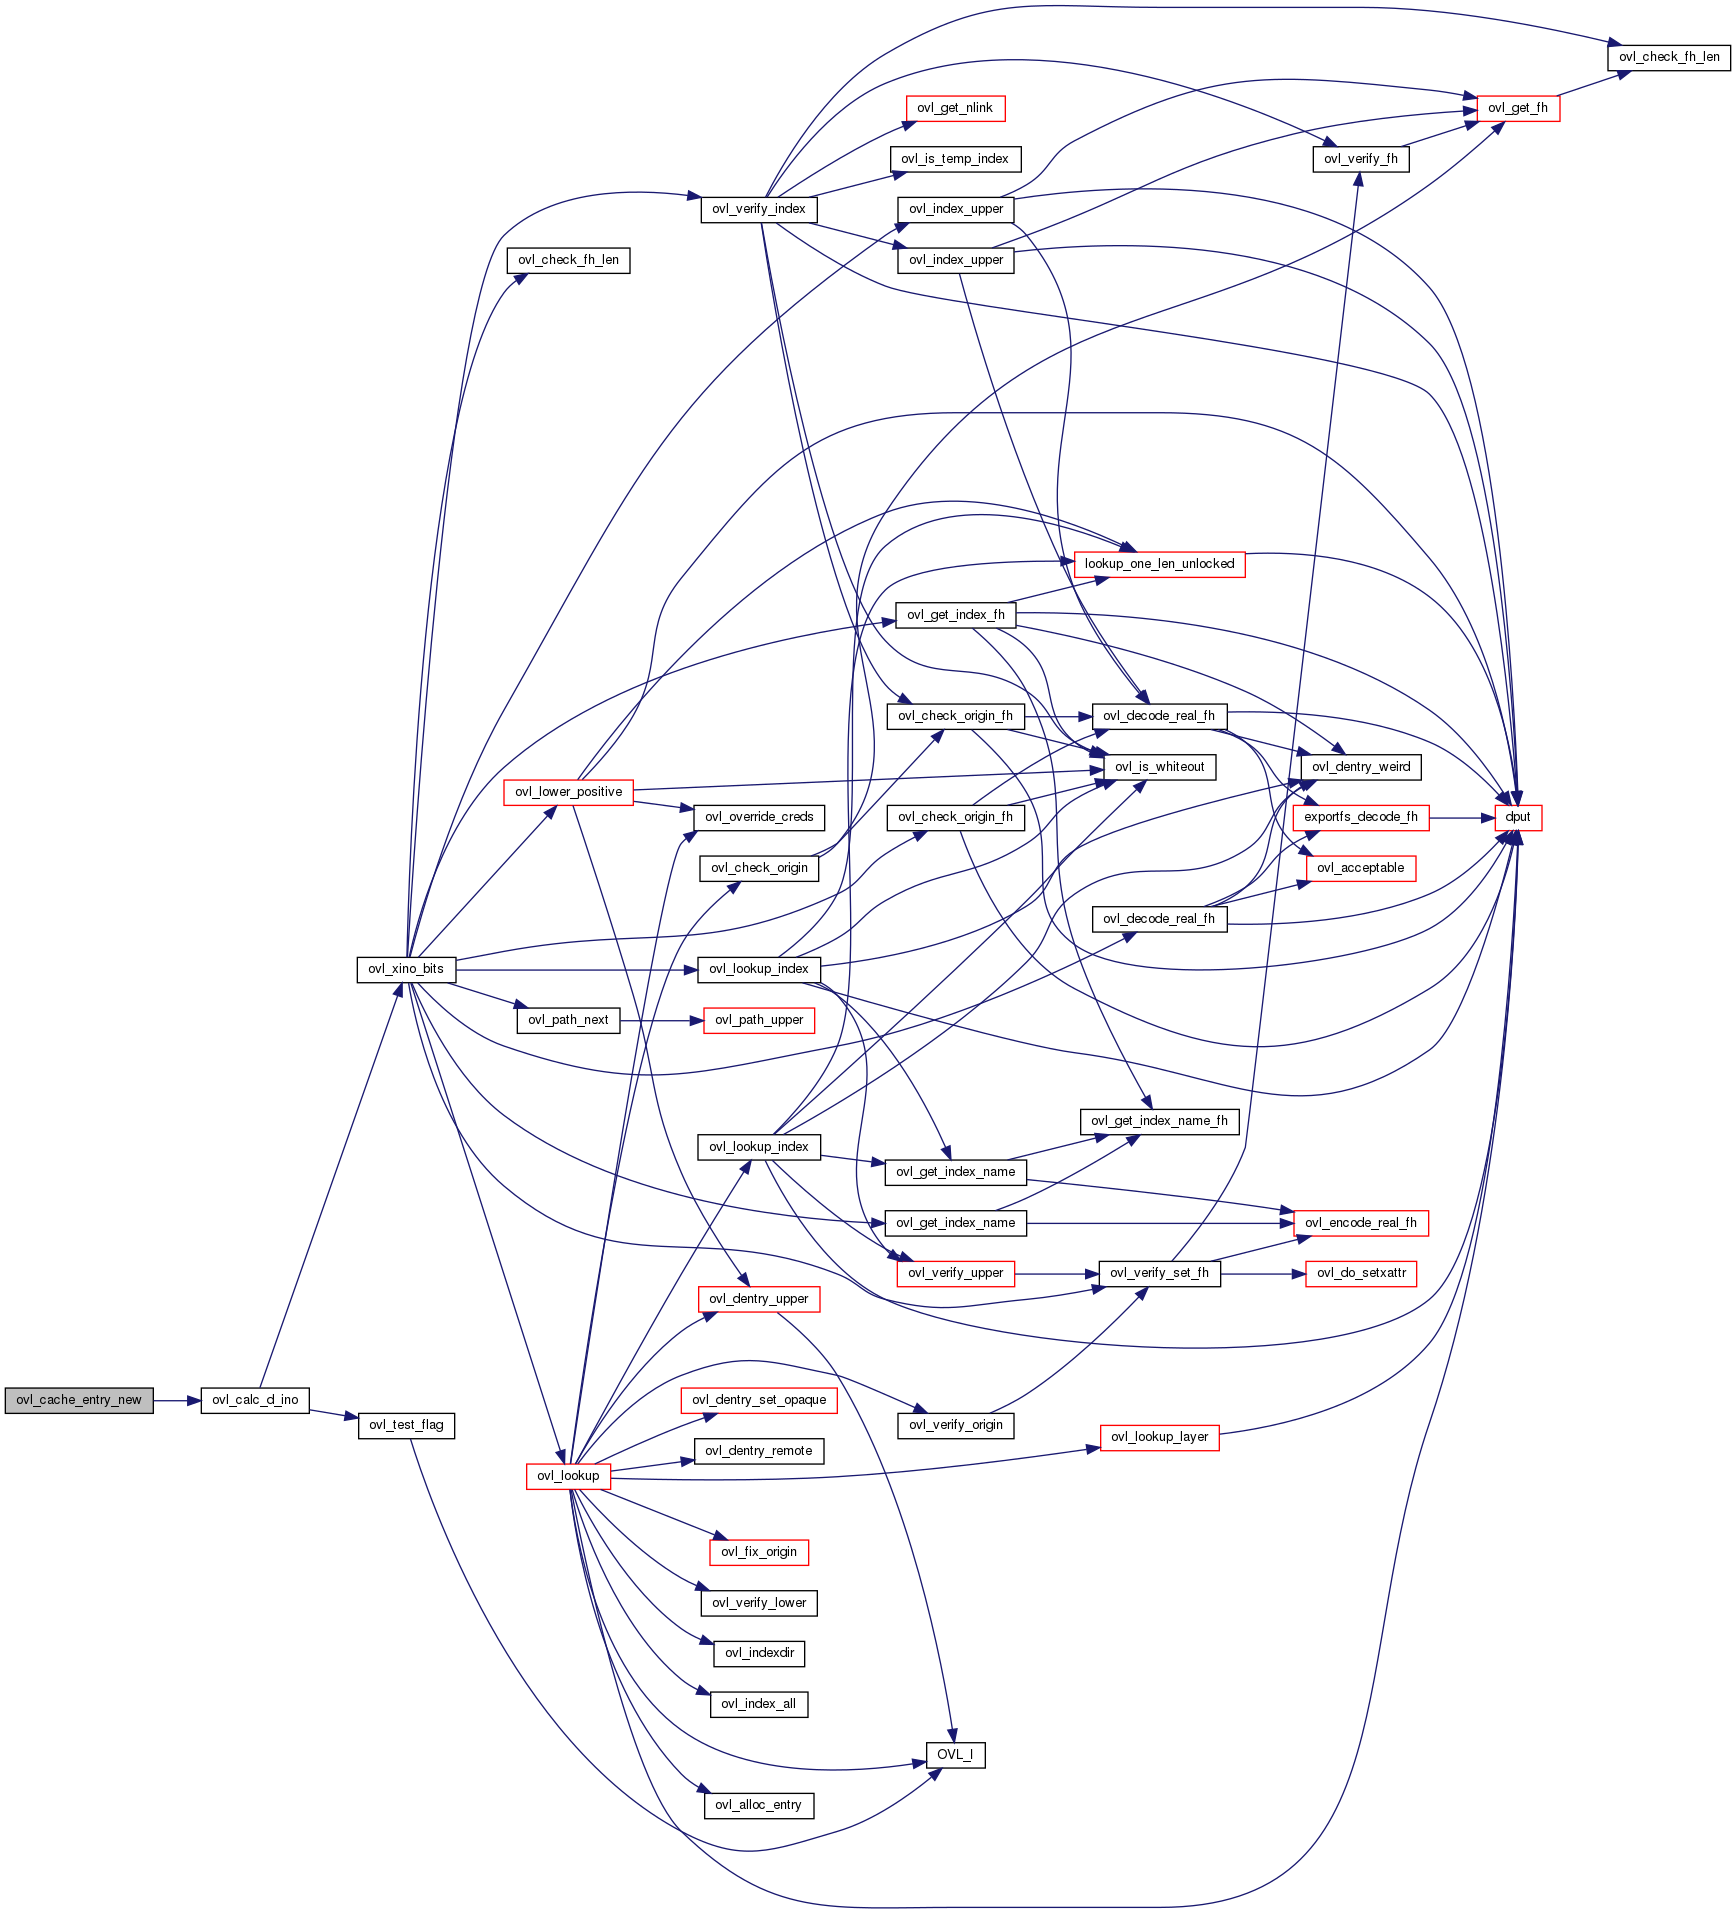 ovl_check_fh_len
ovl_get_nlink
ovl_get_fh
ovl_is_temp_index
ovl_verify_fh
ovl_verify_index
ovl_index_upper
ovl_check_fh_len
ovl_index_upper
lookup_one_len_unlocked
ovl_get_index_fh
ovl_check_origin_fh
ovl_decode_real_fh
ovl_is_whiteout
ovl_dentry_weird
ovl_lower_positive
ovl_override_creds
ovl_check_origin_fh
exportfs_decode_fh
dput
ovl_check_origin
ovl_acceptable
ovl_decode_real_fh
ovl_xino_bits
ovl_lookup_index
ovl_path_next
ovl_path_upper
ovl_get_index_name_fh
ovl_lookup_index
ovl_get_index_name
ovl_get_index_name
ovl_encode_real_fh
ovl_verify_upper
ovl_verify_set_fh
ovl_do_setxattr
ovl_dentry_upper
ovl_cache_entry_new
ovl_calc_d_ino
ovl_dentry_set_opaque
ovl_test_flag
ovl_verify_origin
ovl_lookup_layer
ovl_dentry_remote
ovl_lookup
ovl_fix_origin
ovl_verify_lower
ovl_indexdir
ovl_index_all
OVL_I
ovl_alloc_entry